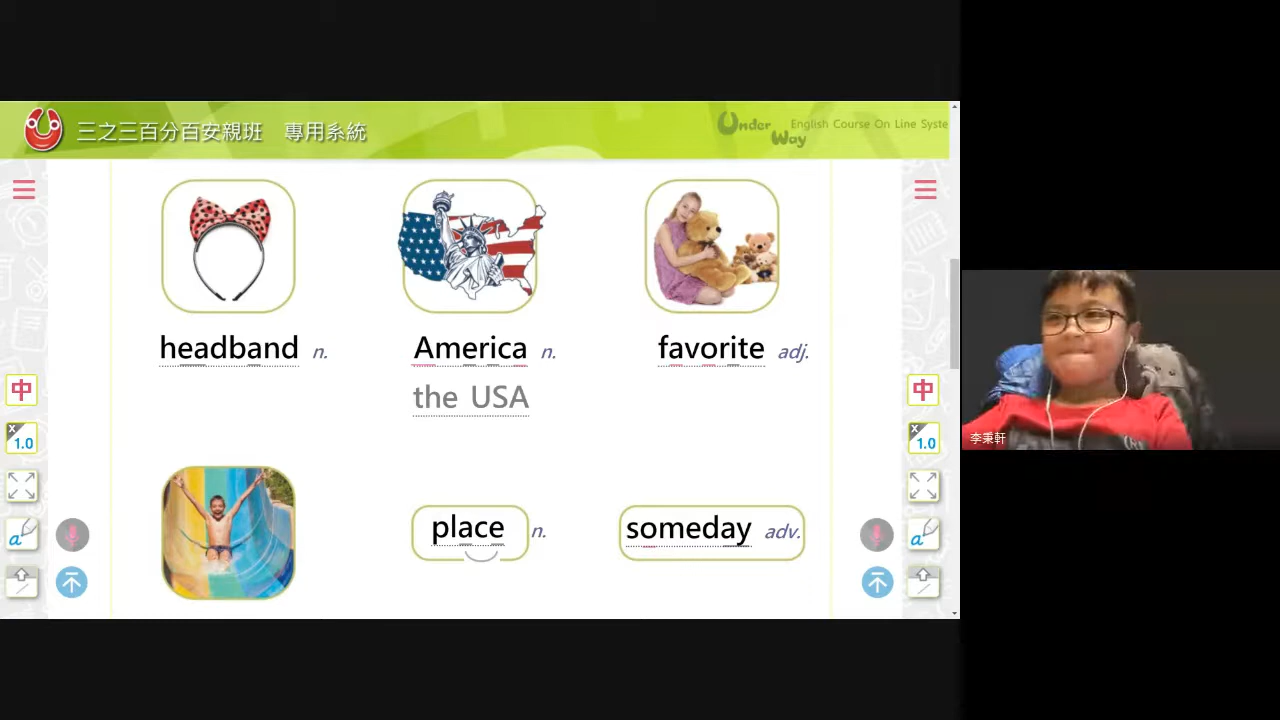 三之三百分百安親班 專用系統
Under Way English Course On Line Syste
headband n. America n. favorite adj.
the USA
中 中
x 1.0 x 1.0
place n. someday adv.
a a
李秉軒